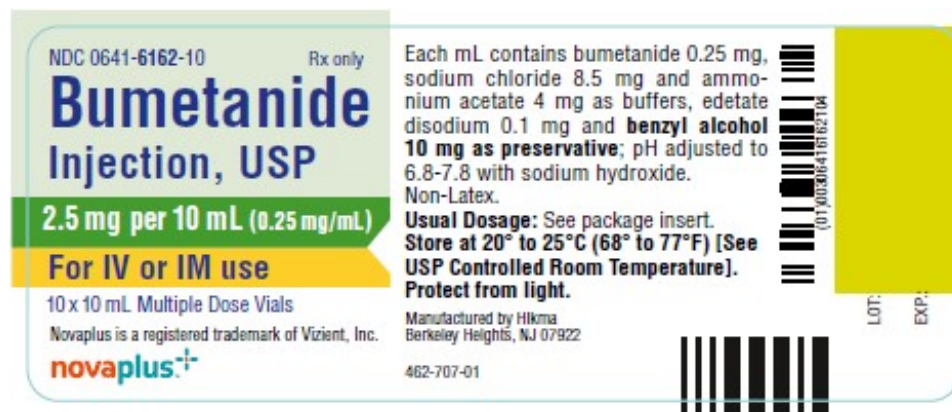 NDC 0641-6162-10 Rx only
Bumetanide
Injection, USP
2.5 mg per 10 mL (0.25 mg/mL)
For IV or IM use
10 x 10 mL Multiple Dose Vials
Novaplus is a registered trademark of Vizient, Inc.
novaplus
Each mL contains bumetanide 0.25 mg,
sodium chloride 8.5 mg and ammo-
nium acetate 4 mg as buffers, edetate
disodium 0.1 mg and benzyl alcohol
10 mg as preservative; pH adjusted to
6.8-7.8 with sodium hydroxide.
Non-Latex.
Usual Dosage: See package insert.
Store at 20° to 25°C (68° to 77°F) [See
USP Controlled Room Temperature].
Protect from light.
Manufactured by Hikma
Berkeley Heights, NJ 07922
462-707-01
(01)00306416162104
LOT:
EXP.: